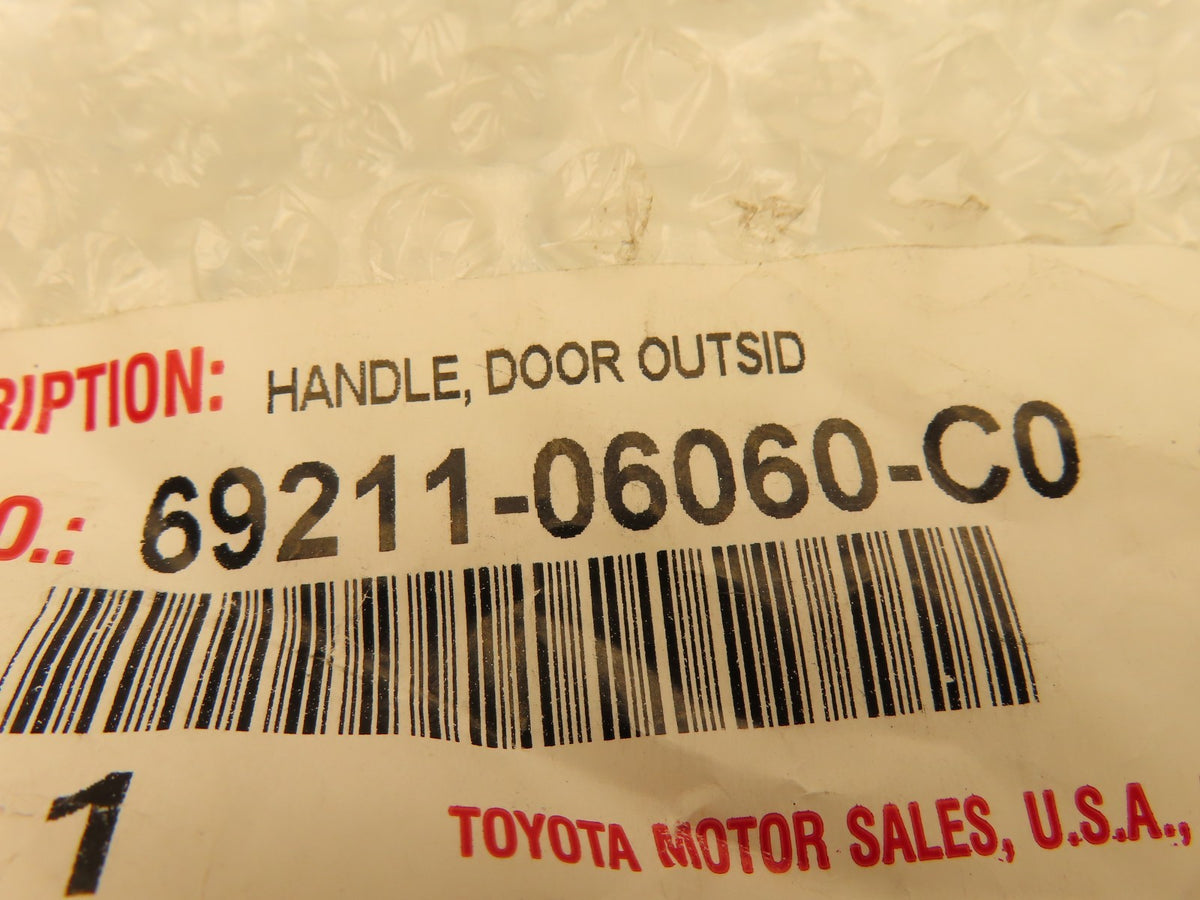 RIPTION: HANDLE, DOOR OUTSID
O.: 69211-06060-C0
1
TOYOTA MOTOR SALES, U.S.A.,